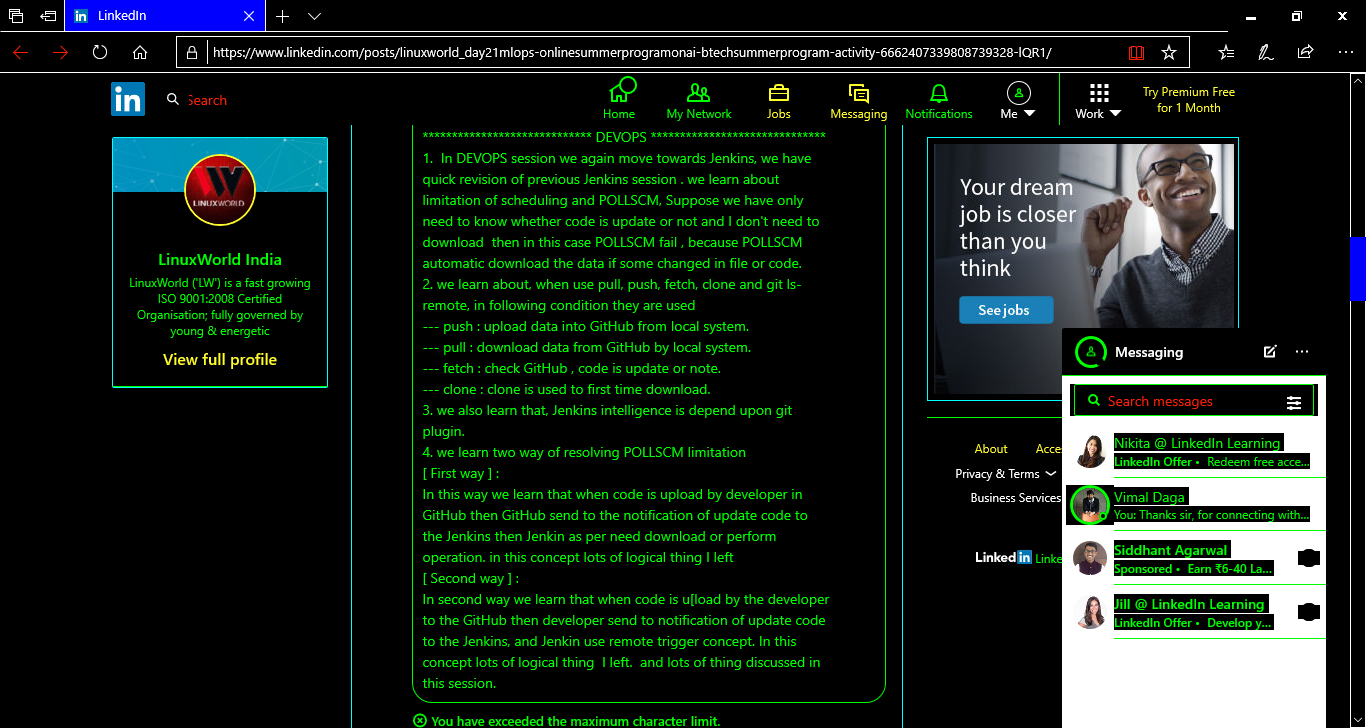 LinkedIn
https://www.linkedin.com/posts/linuxworld_day21mlops-onlinesummerprogramonai-btechsummerprogram-activity-6662407339808739328-lQR1/
in
Search
Home
My Network
Jobs
Messaging
Notifications
Me
Work
Try Premium Free
for 1 Month
LINUXWORLD
LinuxWorld India
LinuxWorld ('LW') is a fast growing
ISO 9001:2008 Certified
Organisation; fully governed by
young & energetic
View full profile
***************************** DEVOPS ******************************
1.  In DEVOPS session we again move towards Jenkins, we have
quick revision of previous Jenkins session . we learn about
limitation of scheduling and POLLSCM, Suppose we have only
need to know whether code is update or not and I don't need to
download  then in this case POLLSCM fail , because POLLSCM
automatic download the data if some changed in file or code.
2. we learn about, when use pull, push, fetch, clone and git ls-
remote, in following condition they are used
--- push : upload data into GitHub from local system.
--- pull : download data from GitHub by local system.
--- fetch : check GitHub , code is update or note.
--- clone : clone is used to first time download.
3. we also learn that, Jenkins intelligence is depend upon git
plugin.
4. we learn two way of resolving POLLSCM limitation
[ First way ] :
In this way we learn that when code is upload by developer in
GitHub then GitHub send to the notification of update code to
the Jenkins then Jenkin as per need download or perform
operation. in this concept lots of logical thing I left
[ Second way ] :
In second way we learn that when code is u[load by the developer
to the GitHub then developer send to notification of update code
to the Jenkins, and Jenkin use remote trigger concept. In this
concept lots of logical thing  I left.  and lots of thing discussed in
this session.
You have exceeded the maximum character limit.
Your dream
job is closer
than you
think
See jobs
About
Acce
Privacy & Terms
Business Services
Linked in Linke
Messaging
Search messages
Nikita @ LinkedIn Learning
LinkedIn Offer • Redeem free acce...
Vimal Daga
You: Thanks sir, for connecting with...
Siddhant Agarwal
Sponsored • Earn ₹6-40 La...
Jill @ LinkedIn Learning
LinkedIn Offer • Develop y...